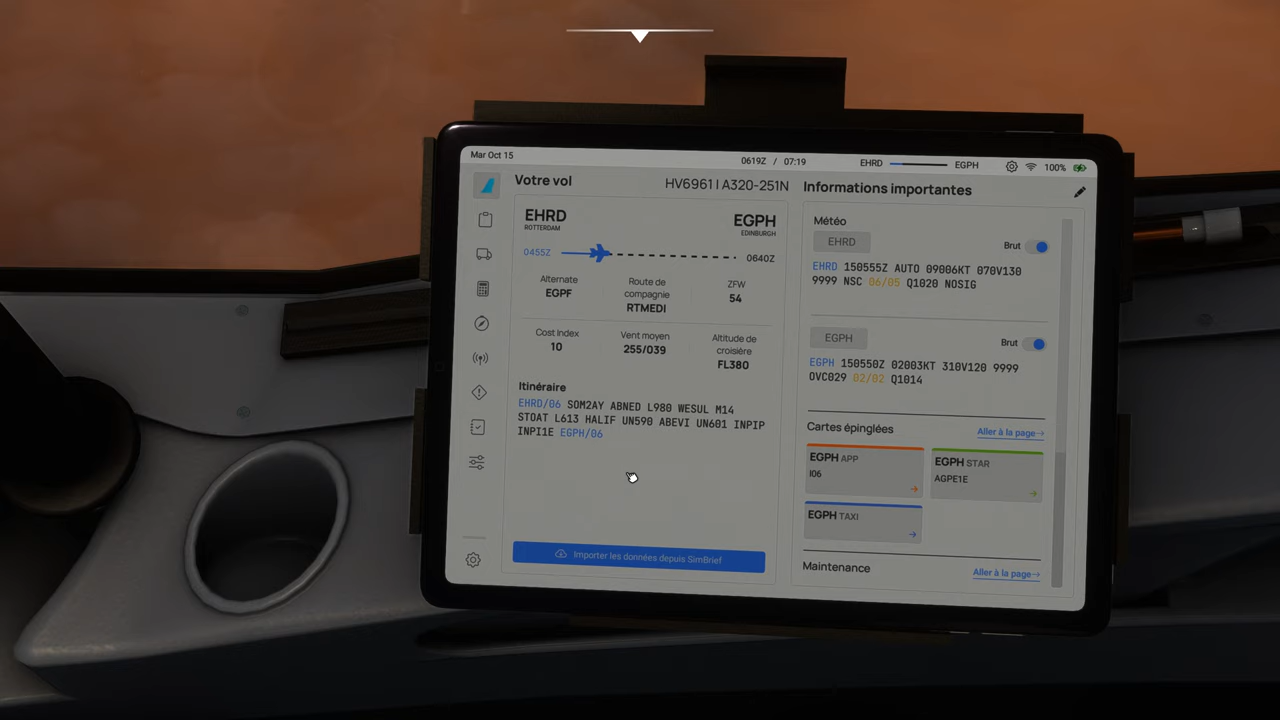 Mar Oct 15
0619Z / 07:19
EHRD
EGPH
100%
Votre vol
HV6961 | A320-251N
EHRD
ROTTERDAM
EGPH
EDINBURGH
0455Z
0640Z
Alternate
EGPF
Route de
compagnie
RTMEDI
ZFW
54
Cost Index
10
Vent moyen
255/039
Altitude de
croisière
FL380
Itinéraire
EHRD/06 SOM2AY ABNED L980 WESUL M14
STOAT L613 HALIF UN590 ABEVI UN601 INPIP
INPI1E EGPH/06
Importer les données depuis SimBrief
Informations importantes
Météo
EHRD
Brut
EHRD 150555Z AUTO 09006KT 070V130
9999 NSC 06/05 Q1020 NOSIG
EGPH
Brut
EGPH 150550Z 02003KT 310V120 9999
OVC029 02/02 Q1014
Cartes épinglées
Aller à la page→
EGPH APP
I06
→
EGPH STAR
AGPE1E
→
EGPH TAXI
→
Maintenance
Aller à la page→